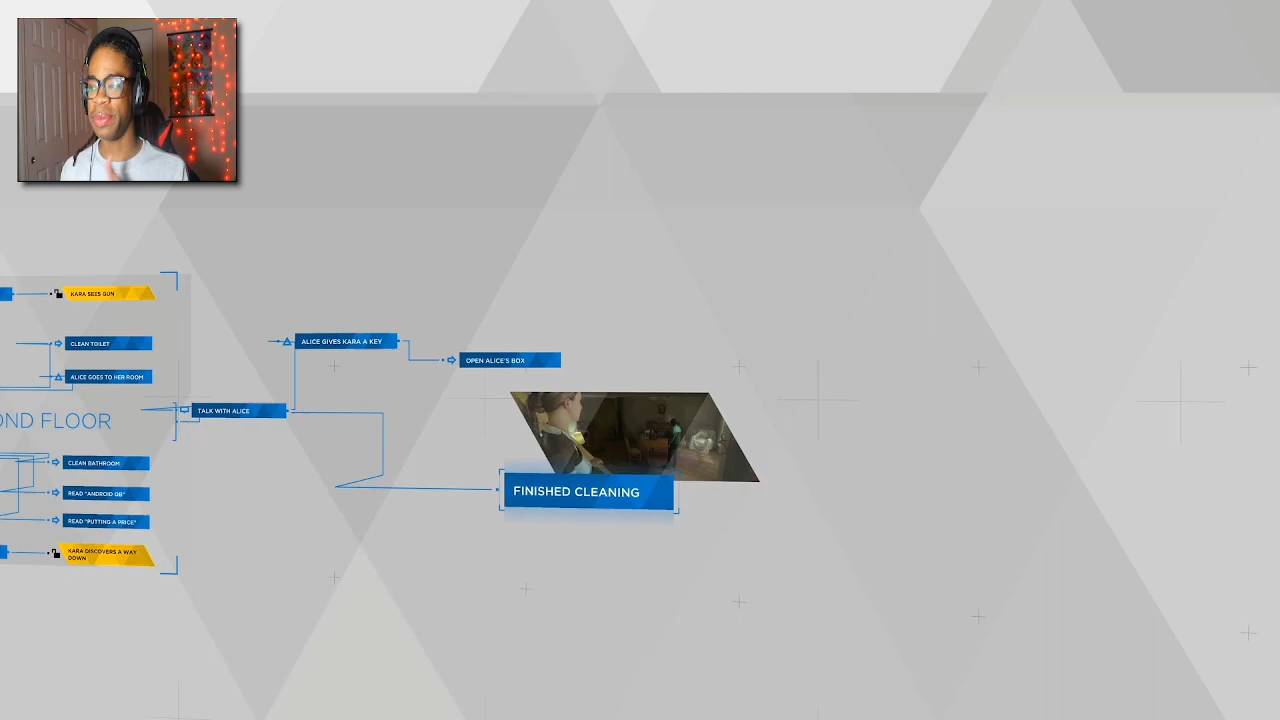 KARA SEES GUN
CLEAN TOILET
ALICE GOES TO HER ROOM
OND FLOOR
CLEAN BATHROOM
READ "ANDROID GB"
READ "PUTTING A PRICE"
KARA DISCOVERS A WAY
DOWN
TALK WITH ALICE
ALICE GIVES KARA A KEY
OPEN ALICE'S BOX
FINISHED CLEANING